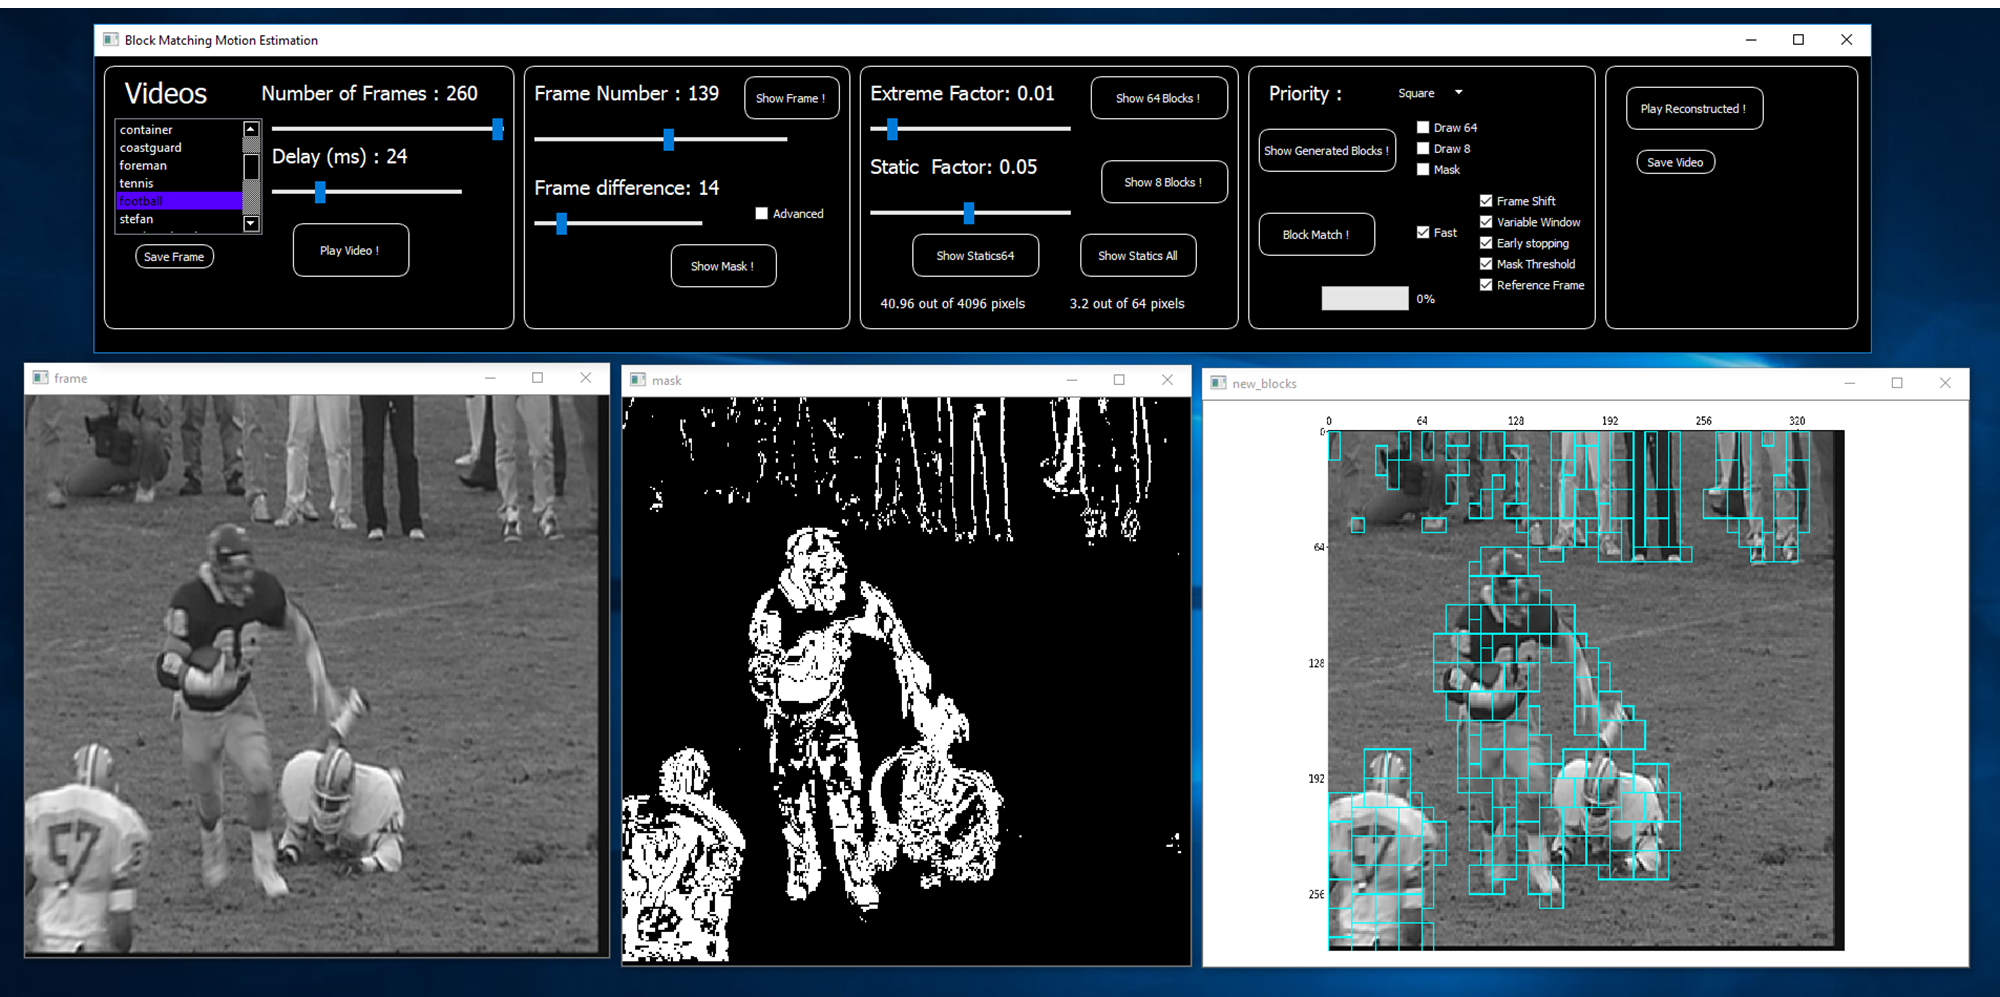 Block Matching Motion Estimation
Videos
Number of Frames : 260
container
coastguard
foreman
tennis
football
stefan
Delay (ms) : 24
Save Frame
Play Video !
Frame Number : 139
Show Frame !
Frame difference: 14
Advanced
Show Mask !
Extreme Factor: 0.01
Show 64 Blocks !
Static Factor: 0.05
Show 8 Blocks !
Show Statics64
Show Statics All
40.96 out of 4096 pixels
3.2 out of 64 pixels
Priority :
Square
Draw 64
Draw 8
Mask
Show Generated Blocks !
Block Match !
Fast
Frame Shift
Variable Window
Early stopping
Mask Threshold
Reference Frame
0%
Play Reconstructed !
Save Video
frame
57
mask
new_blocks
0 64 128 192 256 320
0
64
128
192
256